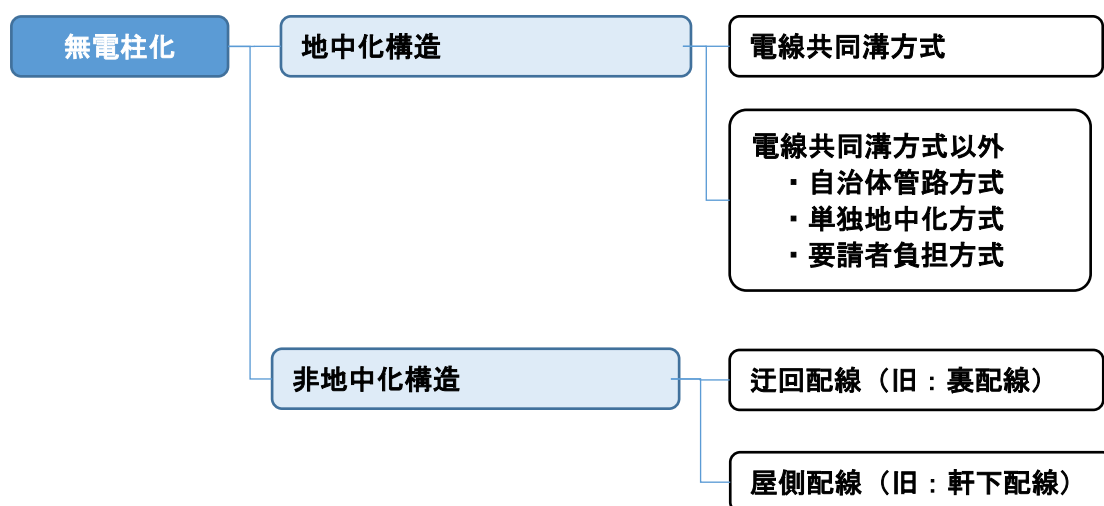 無電柱化
地中化構造
電線共同溝方式
電線共同溝方式以外
・自治体管路方式
・単独地中化方式
・要請者負担方式
非地中化構造
迂回配線（旧：裏配線）
屋側配線（旧：軒下配線）